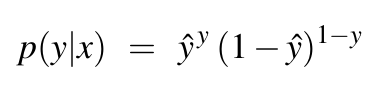 p(y|x) = ŷ^y (1 − ŷ)^{1−y}